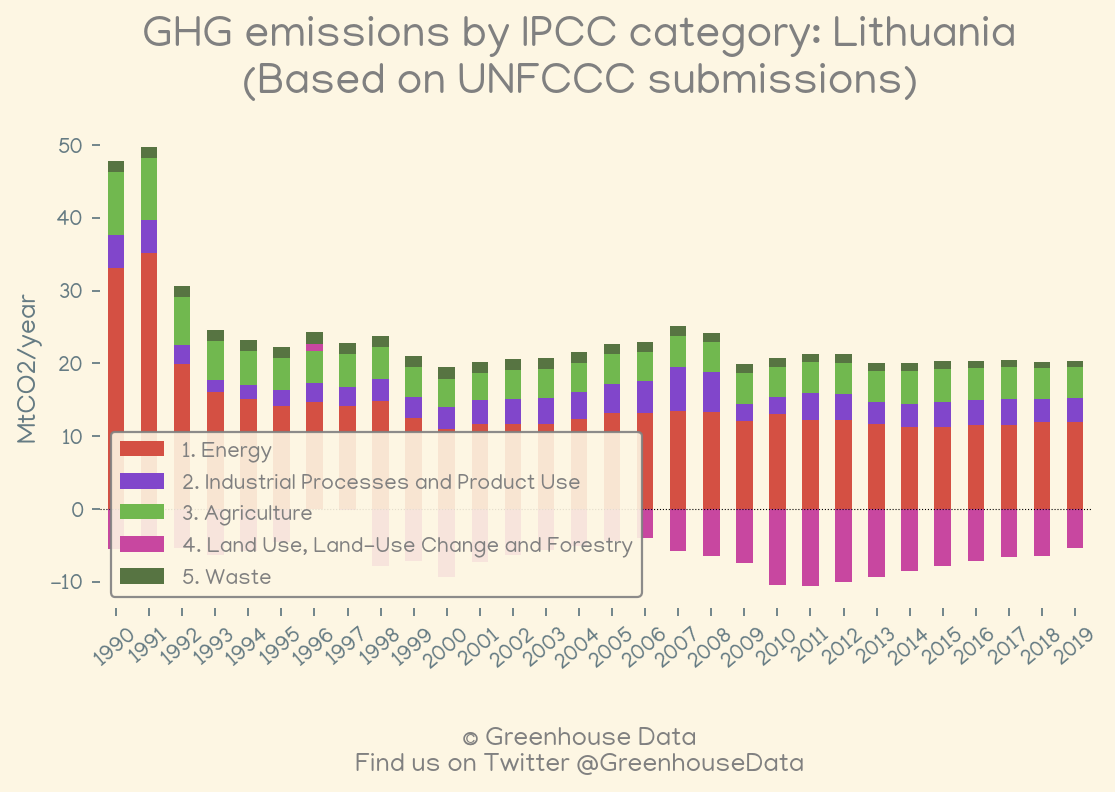 GHG emissions by IPCC category: Lithuania
(Based on UNFCCC submissions)
MtCO2/year
50
40
30
20
10
0
−10
1. Energy
2. Industrial Processes and Product Use
3. Agriculture
4. Land Use, Land-Use Change and Forestry
5. Waste
1990 1991 1992 1993 1994 1995 1996 1997 1998 1999 2000 2001 2002 2003 2004 2005 2006 2007 2008 2009 2010 2011 2012 2013 2014 2015 2016 2017 2018 2019
© Greenhouse Data
Find us on Twitter @GreenhouseData